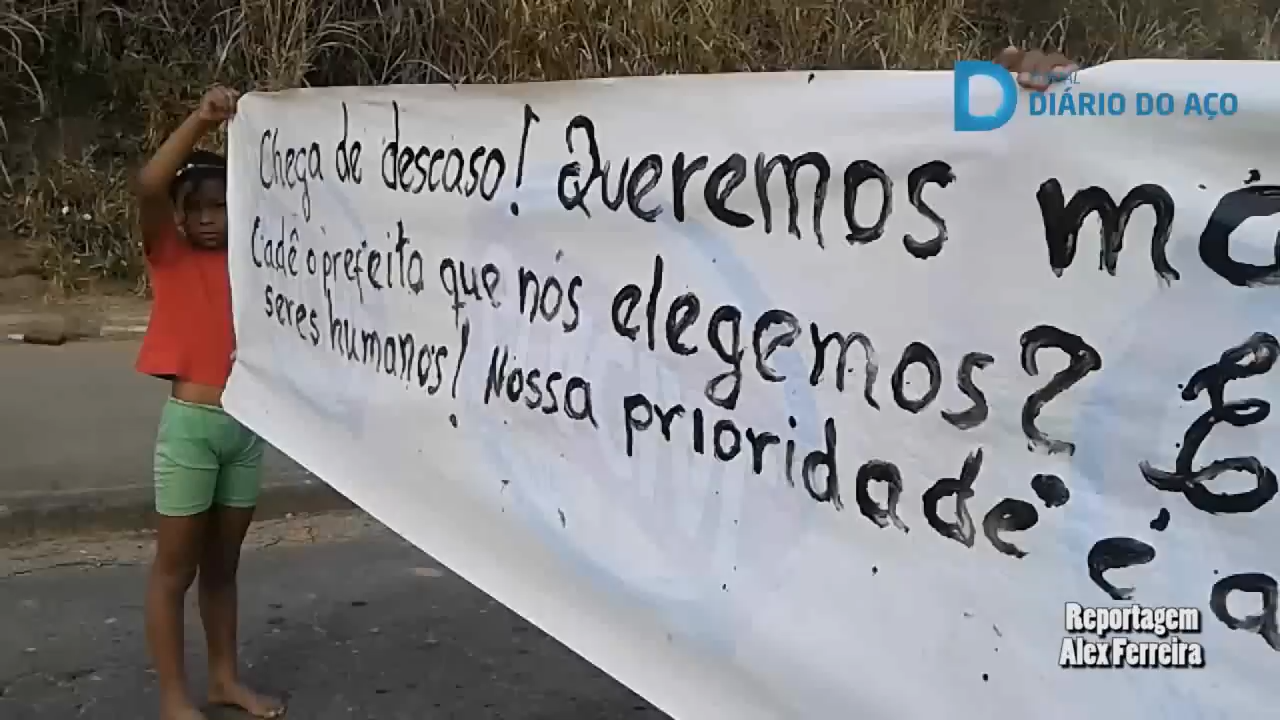 DIÁRIO DO AÇO
Chega de descaso! Queremos
Cadê o prefeito que nós elegemos?
seres humanos! Nossa prioridade é
Reportagem
Alex Ferreira